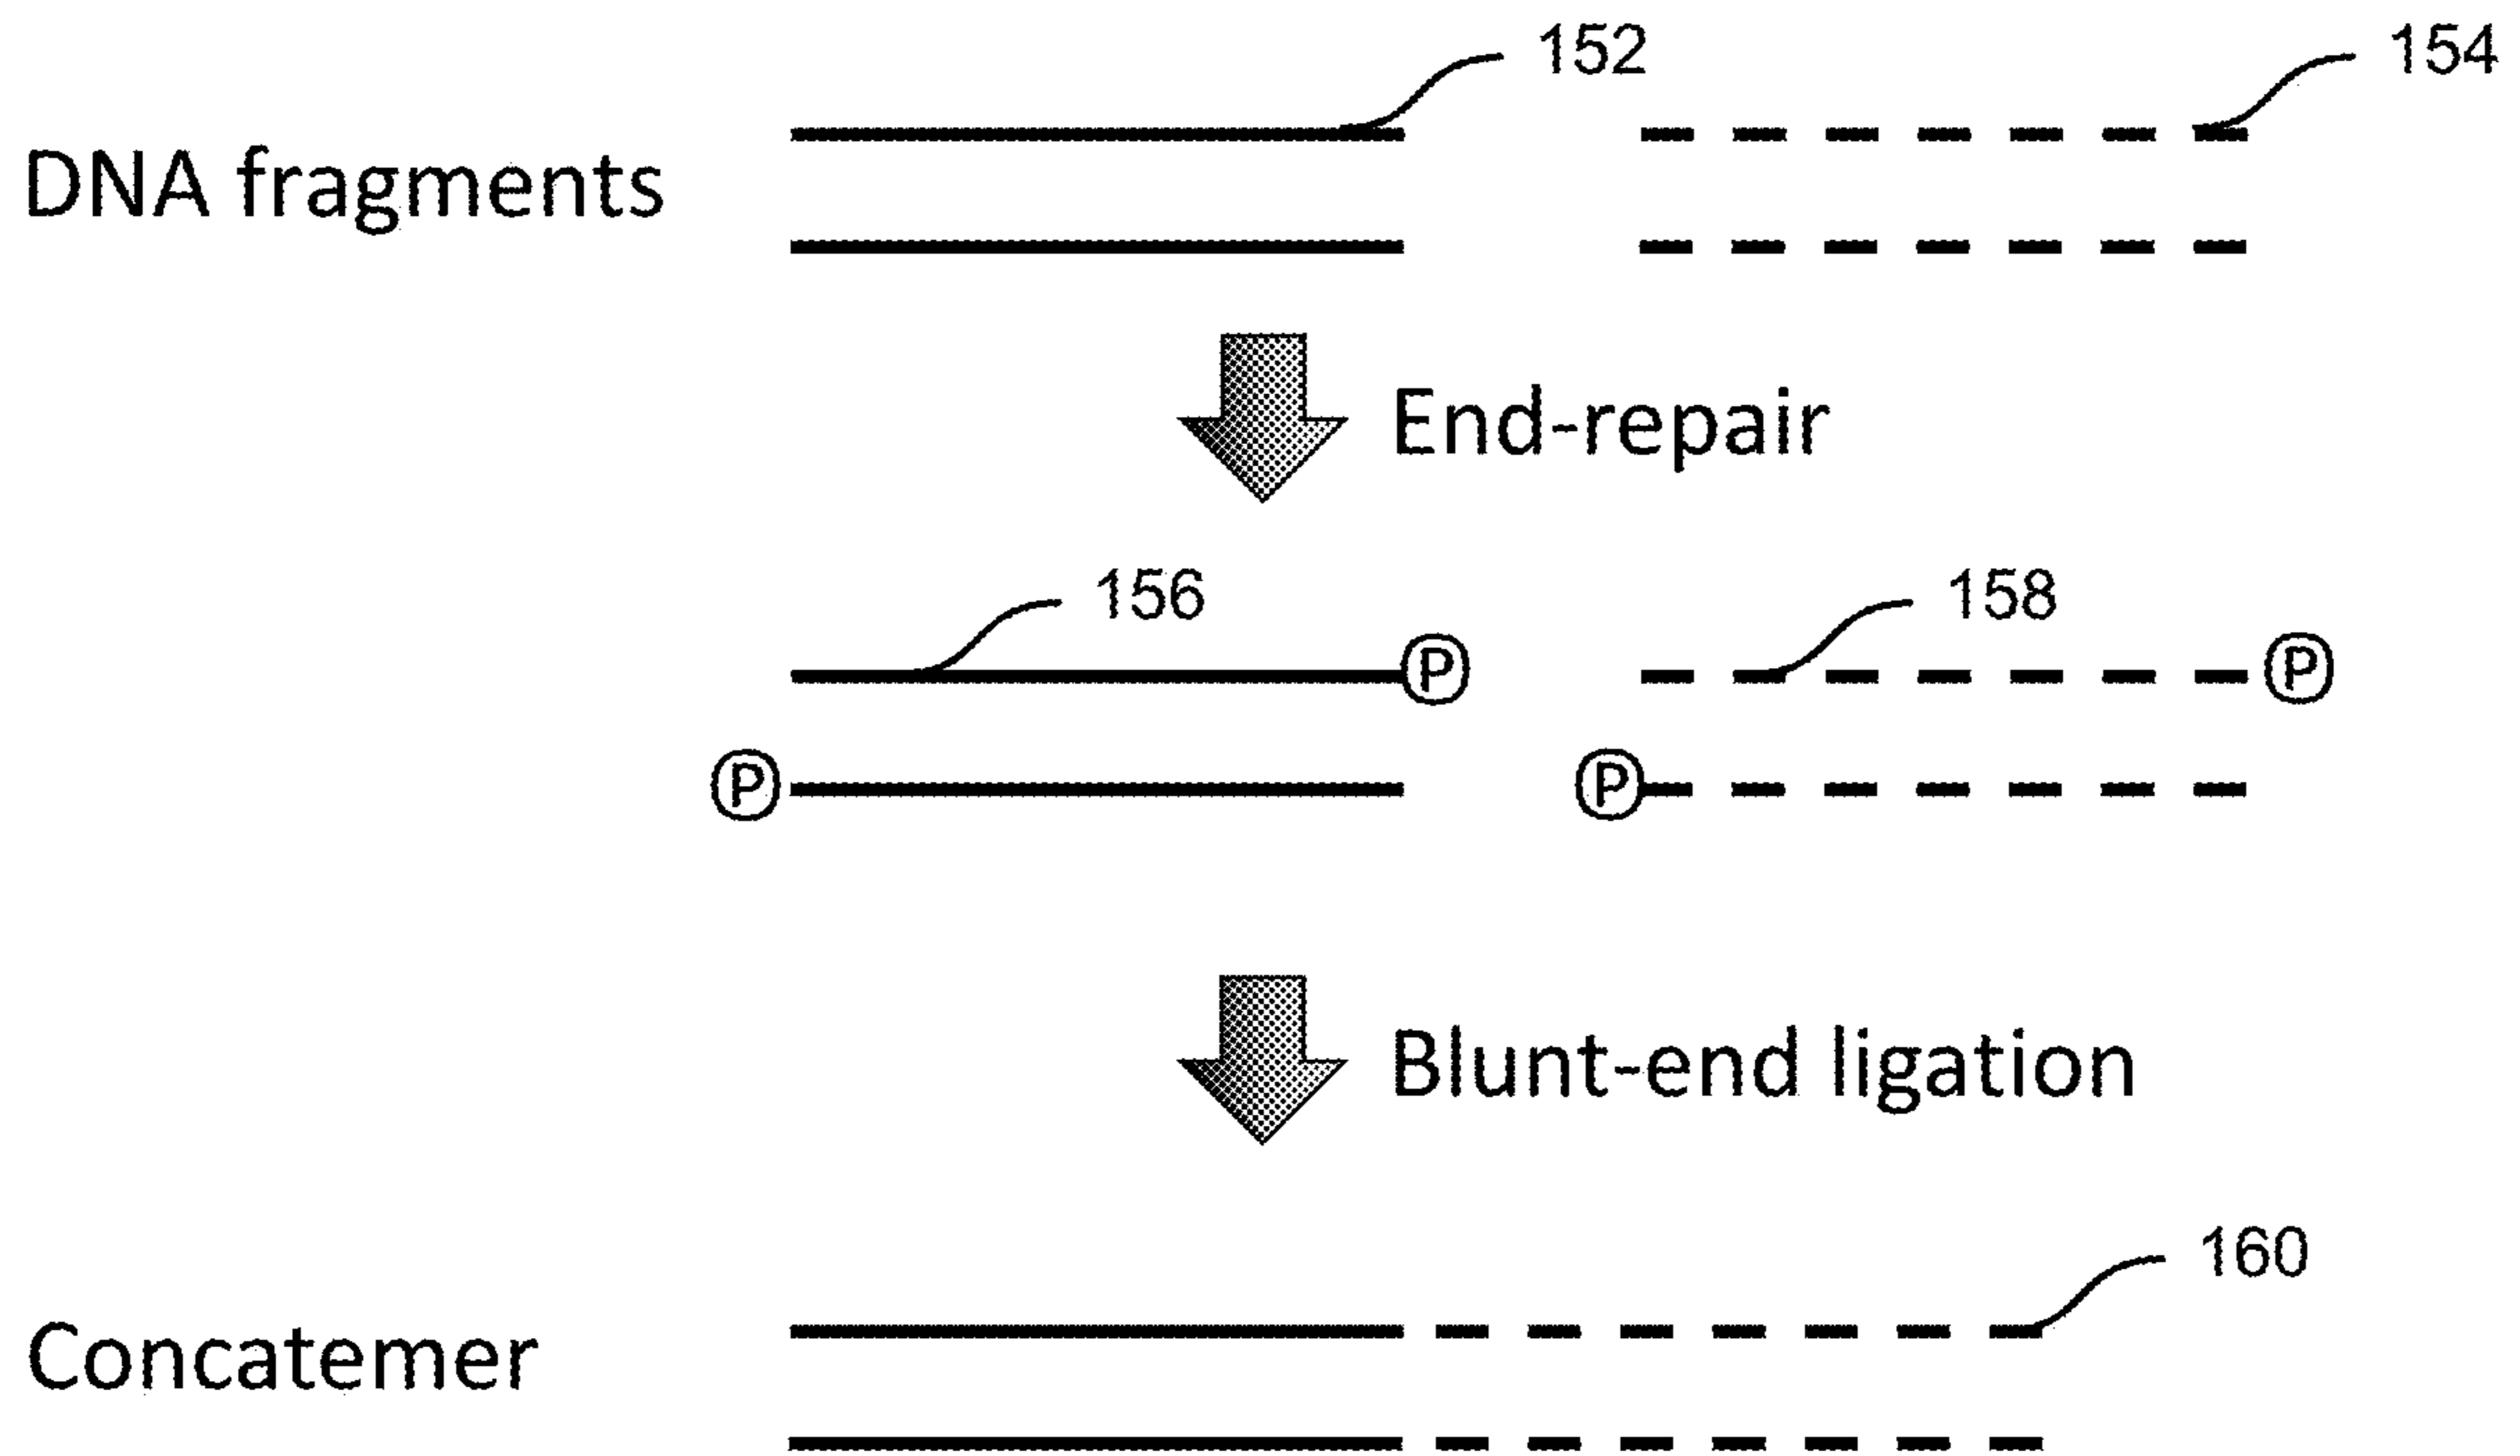 152
154
DNA fragments
End-repair
156
158
P
P
P
P
Blunt-end ligation
160
Concatemer